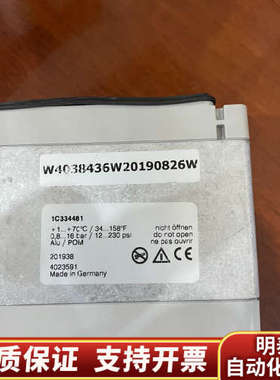 W4038436W20190826W
1C334461
+1...+70°C / 34...158°F
0,8...16 bar / 12...230 psi
Alu / POM
201938
4023591
Made in Germany
nicht öffnen
do not open
ne pas ouvrir
质保证 支持开票
明泰
自动化